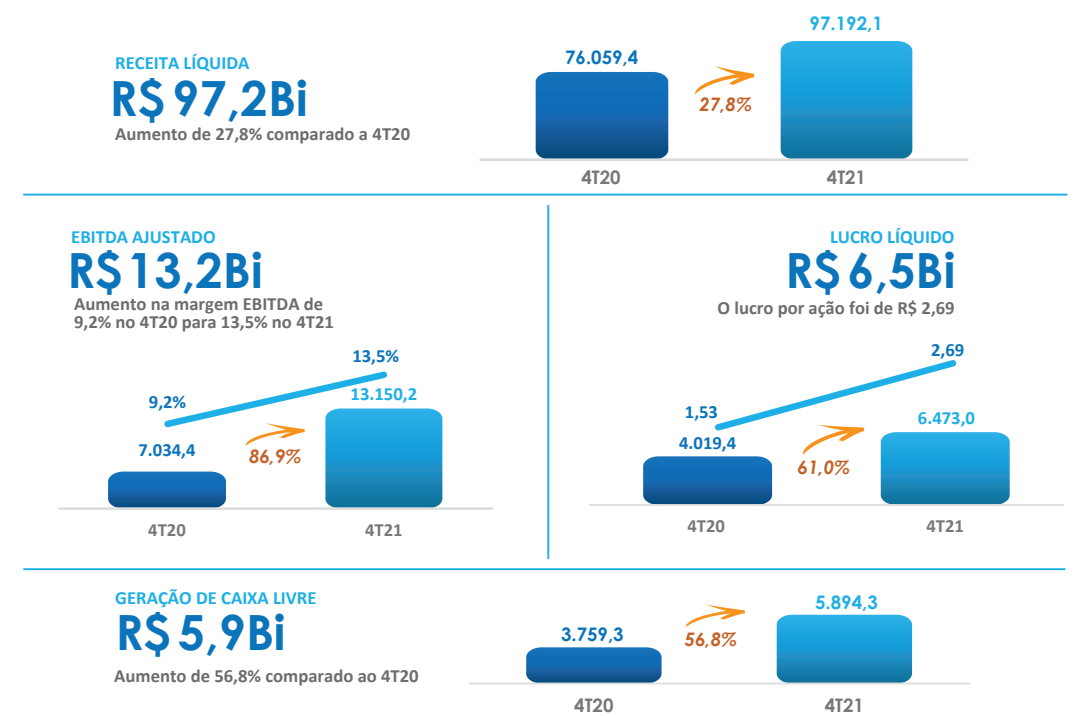 RECEITA LÍQUIDA
R$ 97,2Bi
Aumento de 27,8% comparado a 4T20
76.059,4
27,8%
97.192,1
4T20
4T21
EBITDA AJUSTADO
R$ 13,2Bi
Aumento na margem EBITDA de
9,2% no 4T20 para 13,5% no 4T21
9,2%
13,5%
7.034,4
86,9%
13.150,2
4T20
4T21
LUCRO LÍQUIDO
R$ 6,5Bi
O lucro por ação foi de R$ 2,69
1,53
2,69
4.019,4
61,0%
6.473,0
4T20
4T21
GERAÇÃO DE CAIXA LIVRE
R$ 5,9Bi
Aumento de 56,8% comparado ao 4T20
3.759,3
56,8%
5.894,3
4T20
4T21